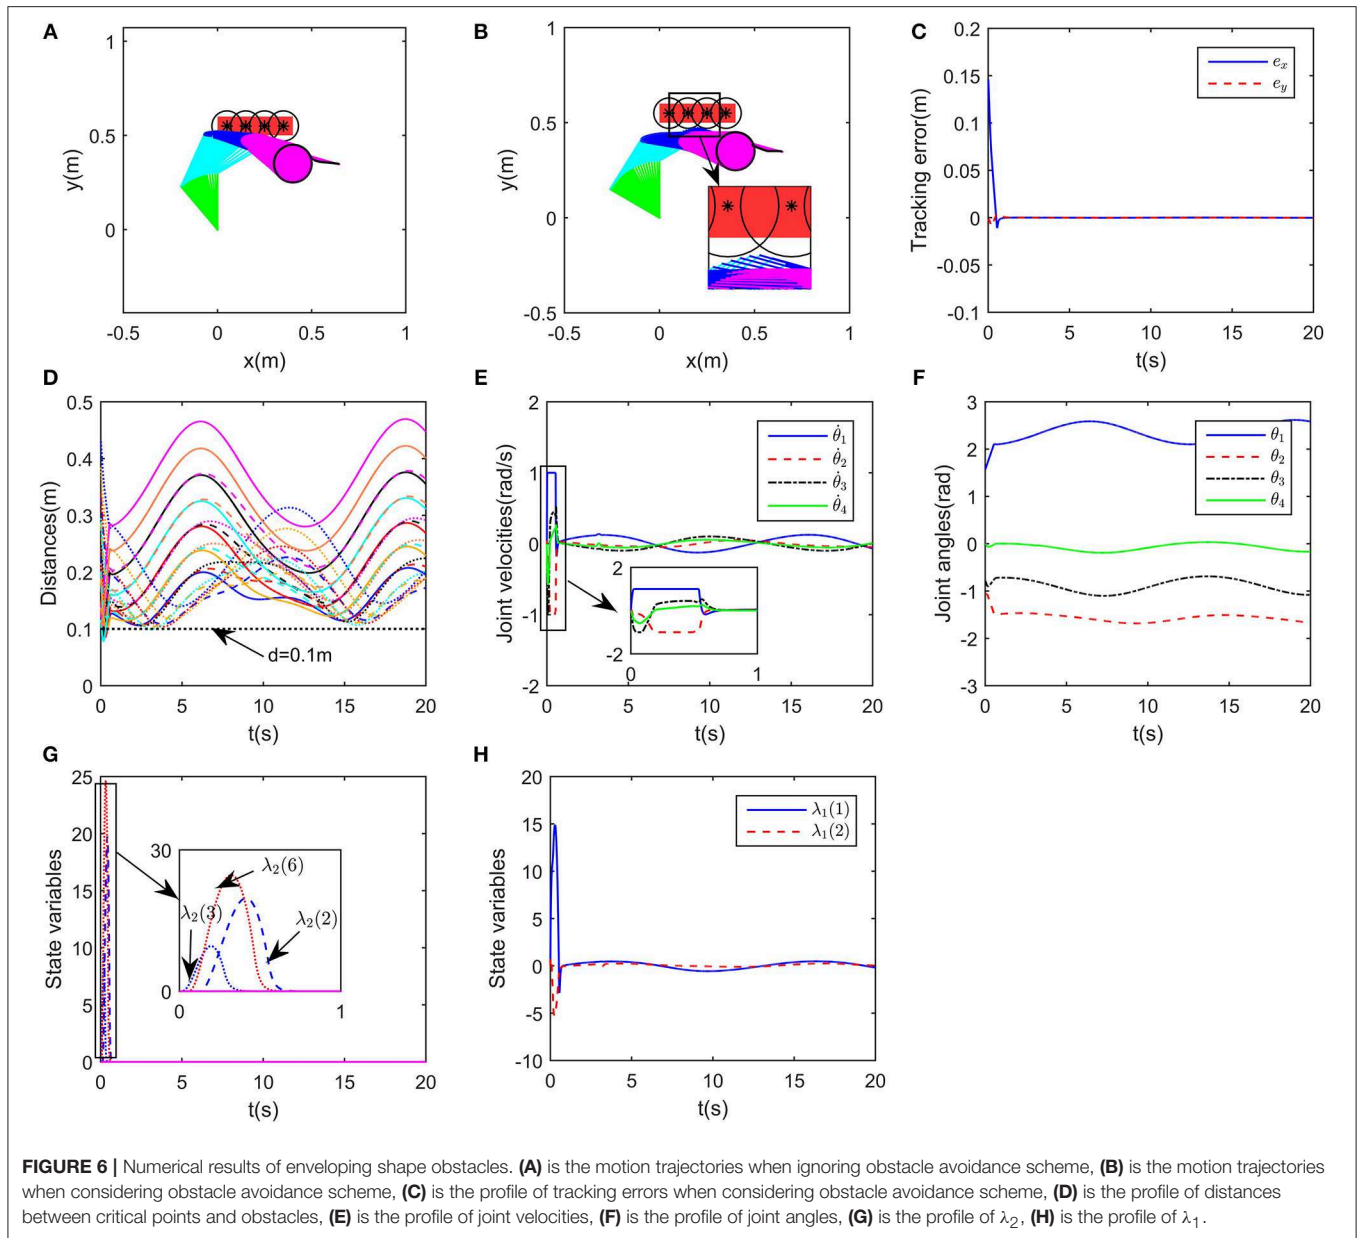 A
1
0.5
0
-0.5
0
0.5
1
y(m)
x(m)
B
1
0.5
0
-0.5
-0.5
0
0.5
1
y(m)
x(m)
C
0.2
0.15
0.1
0.05
0
-0.05
-0.1
0
5
10
15
20
Tracking error(m)
t(s)
e_x
e_y
D
0.5
0.4
0.3
0.2
0.1
0
0
5
10
15
20
Distances(m)
t(s)
d=0.1m
E
2
1
0
-1
-2
0
5
10
15
20
Joint velocities(rad/s)
t(s)
θ̇₁
θ̇₂
θ̇₃
θ̇₄
2
-2
0
1
F
3
2
1
0
-1
-2
-3
0
5
10
15
20
Joint angles(rad)
t(s)
θ₁
θ₂
θ₃
θ₄
G
25
20
15
10
5
0
0
5
10
15
20
State variables
t(s)
30
0
0
1
λ₂(6)
λ₂(3)
λ₂(2)
H
20
15
10
5
0
-5
-10
0
5
10
15
20
State variables
t(s)
λ₁(1)
λ₁(2)
FIGURE 6 | Numerical results of enveloping shape obstacles. (A) is the motion trajectories when ignoring obstacle avoidance scheme, (B) is the motion trajectories
when considering obstacle avoidance scheme, (C) is the profile of tracking errors when considering obstacle avoidance scheme, (D) is the profile of distances
between critical points and obstacles, (E) is the profile of joint velocities, (F) is the profile of joint angles, (G) is the profile of λ₂, (H) is the profile of λ₁.